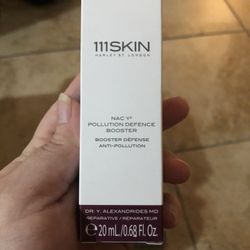 111SKIN
HARLEY ST LONDON
NAC Y²
POLLUTION DEFENCE
BOOSTER
BOOSTER DÉFENSE
ANTI-POLLUTION
DR. Y. ALEXANDRIDES MD
REPARATIVE / RÉPARATEUR
℮ 20 mL./0.68 Fl. Oz.